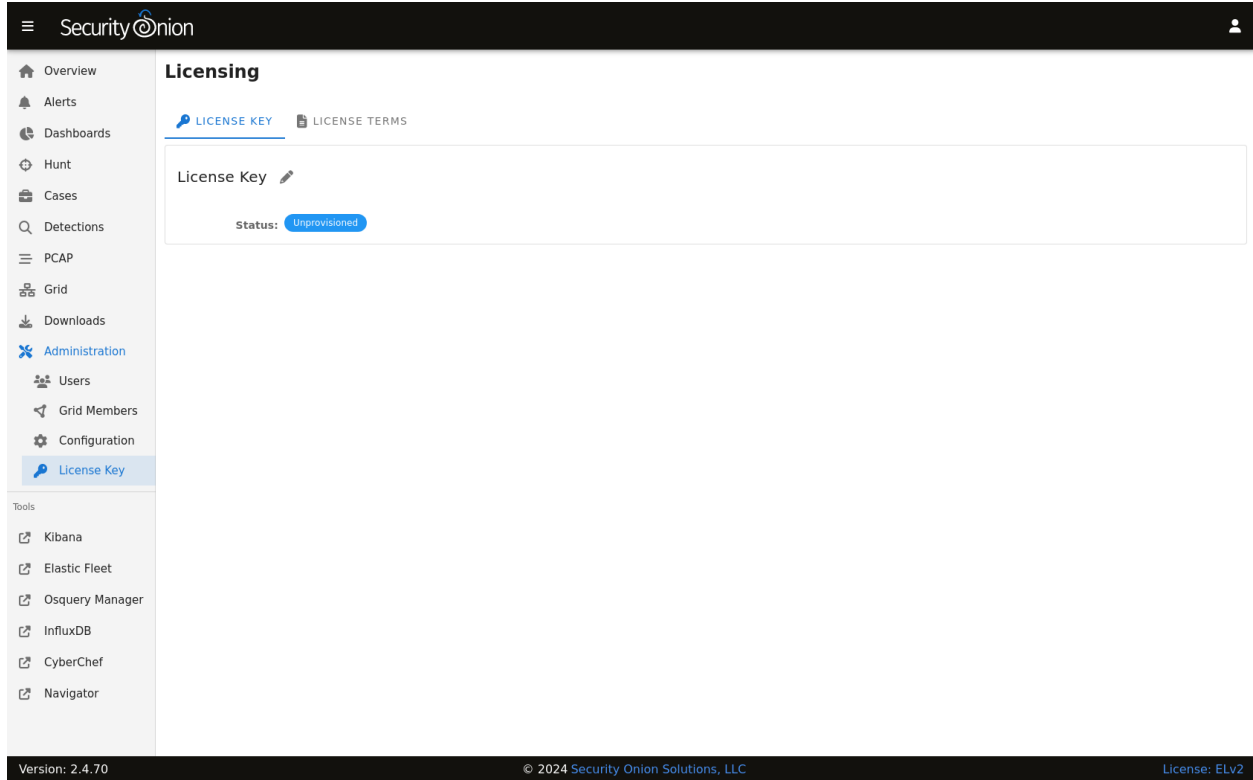 Security Onion
Overview
Alerts
Dashboards
Hunt
Cases
Detections
PCAP
Grid
Downloads
Administration
Users
Grid Members
Configuration
License Key
Tools
Kibana
Elastic Fleet
Osquery Manager
InfluxDB
CyberChef
Navigator
Licensing
LICENSE KEY LICENSE TERMS
License Key
Status: Unprovisioned
Version: 2.4.70 © 2024 Security Onion Solutions, LLC License: ELv2